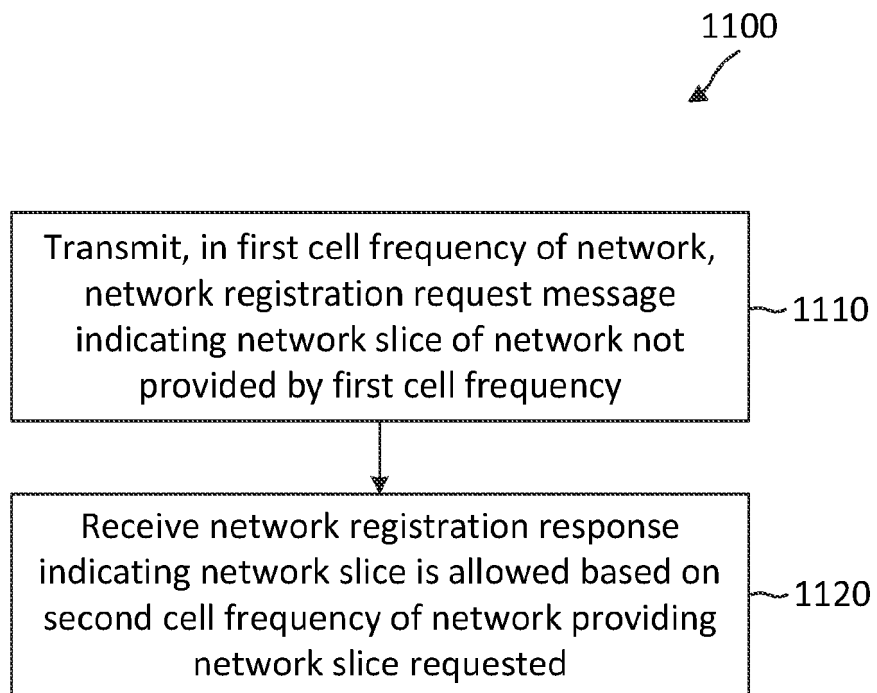 1100
Transmit, in first cell frequency of network,
network registration request message
indicating network slice of network not
provided by first cell frequency
1110
Receive network registration response
indicating network slice is allowed based on
second cell frequency of network providing
network slice requested
1120